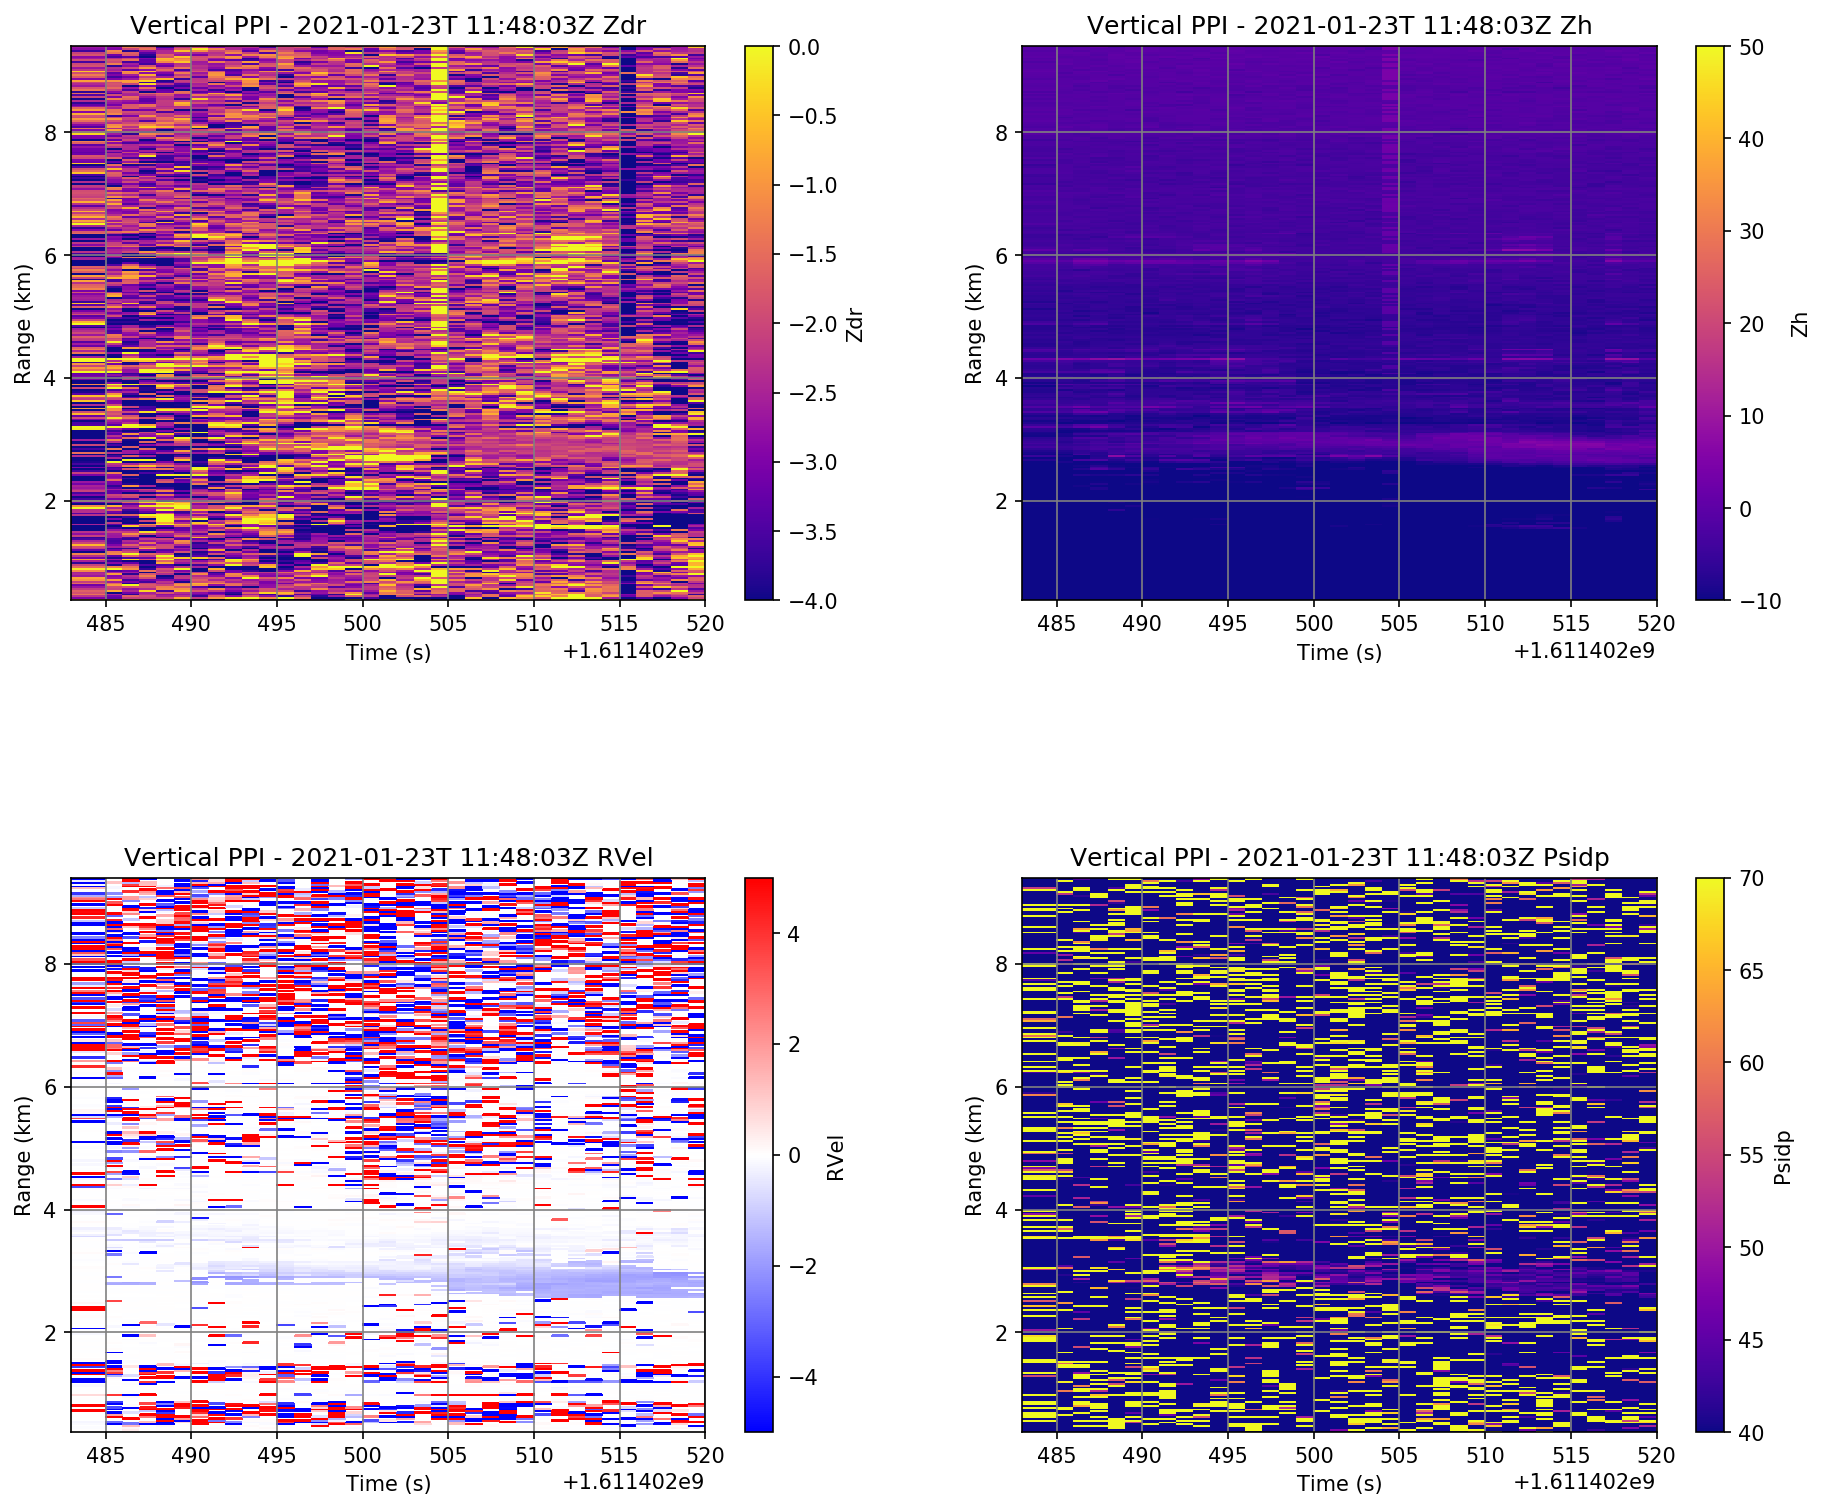 Vertical PPI - 2021-01-23T 11:48:03Z Zdr
Range (km)
8
6
4
2
485 490 495 500 505 510 515 520
Time (s)
+1.611402e9
0.0
−0.5
−1.0
−1.5
−2.0
−2.5
−3.0
−3.5
−4.0
Zdr
Vertical PPI - 2021-01-23T 11:48:03Z Zh
Range (km)
8
6
4
2
485 490 495 500 505 510 515 520
Time (s)
+1.611402e9
50
40
30
20
10
0
−10
Zh
Vertical PPI - 2021-01-23T 11:48:03Z RVel
Range (km)
8
6
4
2
485 490 495 500 505 510 515 520
Time (s)
+1.611402e9
4
2
0
−2
−4
RVel
Vertical PPI - 2021-01-23T 11:48:03Z Psidp
Range (km)
8
6
4
2
485 490 495 500 505 510 515 520
Time (s)
+1.611402e9
70
65
60
55
50
45
40
Psidp